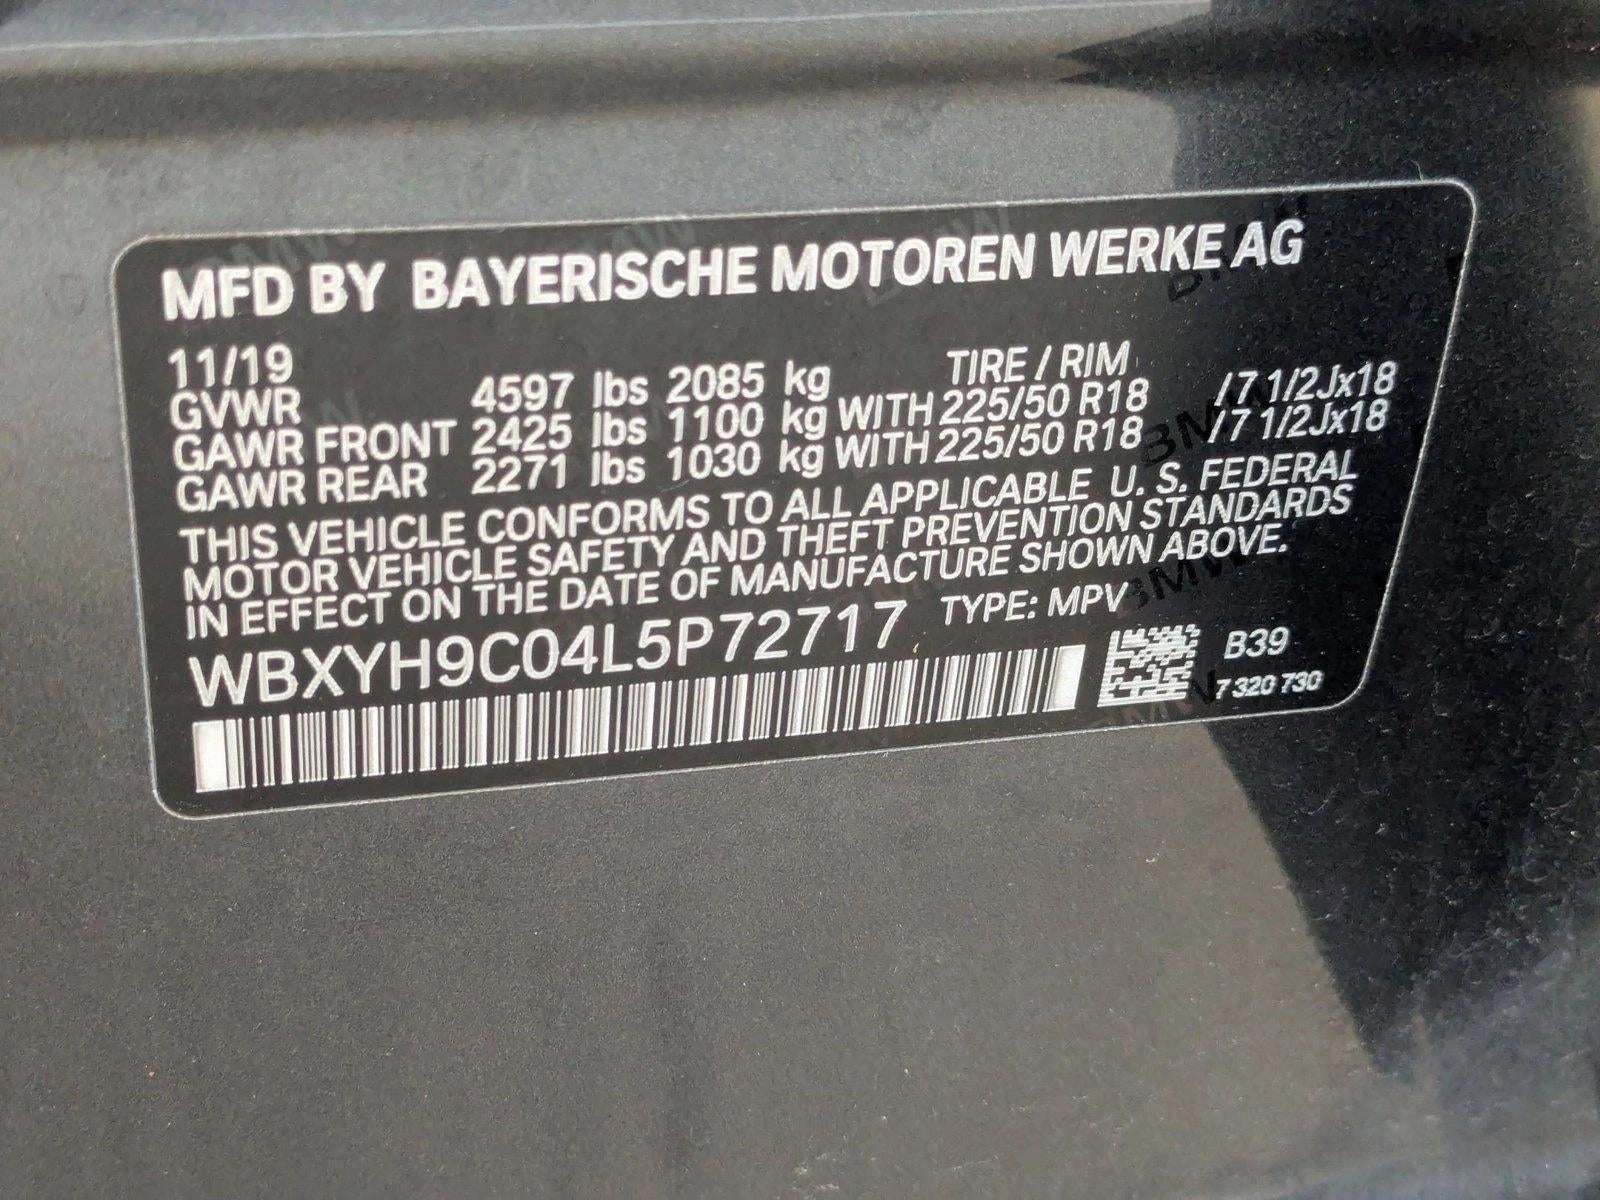 MFD BY BAYERISCHE MOTOREN WERKE AG
11/19 TIRE / RIM
GVWR 4597 lbs 2085 kg
GAWR FRONT 2425 lbs 1100 kg WITH 225/50 R18 /7 1/2Jx18
GAWR REAR 2271 lbs 1030 kg WITH 225/50 R18 /7 1/2Jx18
THIS VEHICLE CONFORMS TO ALL APPLICABLE U. S. FEDERAL
MOTOR VEHICLE SAFETY AND THEFT PREVENTION STANDARDS
IN EFFECT ON THE DATE OF MANUFACTURE SHOWN ABOVE.
WBXYH9C04L5P72717 TYPE: MPV
B39
7 320 730